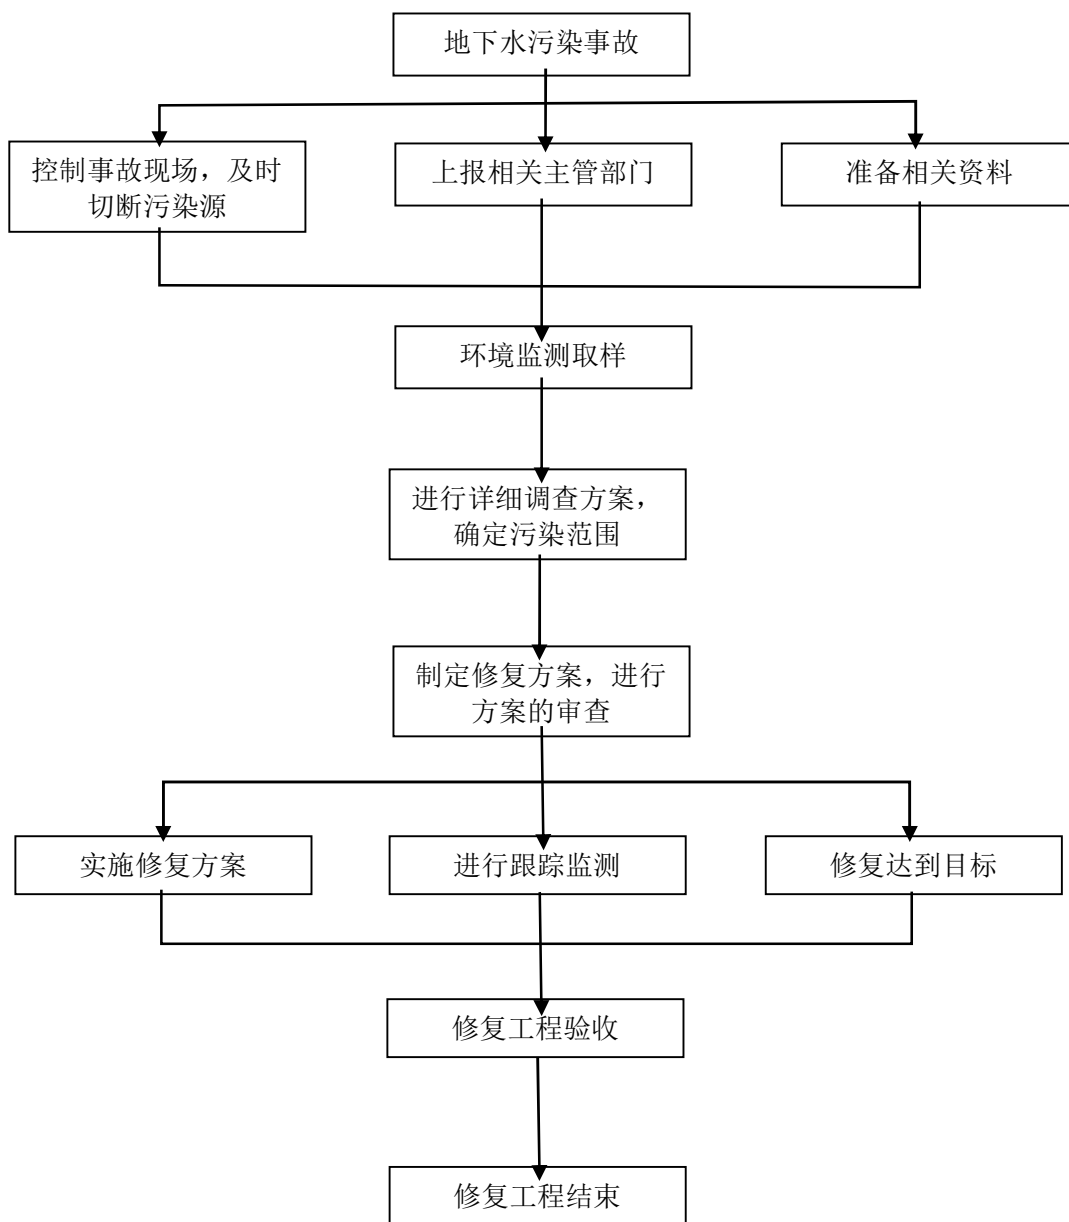 地下水污染事故
控制事故现场，及时
切断污染源
上报相关主管部门
准备相关资料
环境监测取样
进行详细调查方案，
确定污染范围
制定修复方案，进行
方案的审查
实施修复方案
进行跟踪监测
修复达到目标
修复工程验收
修复工程结束